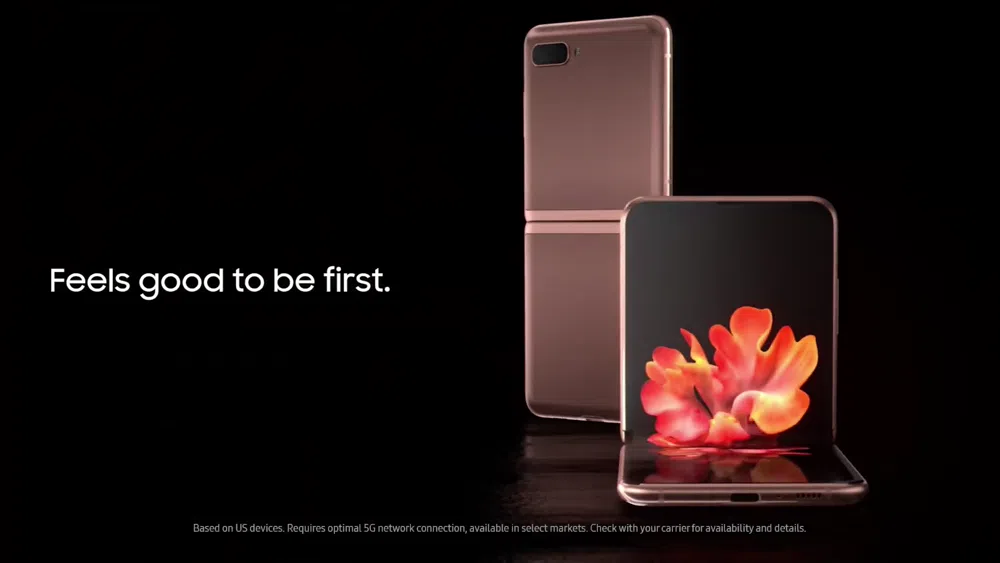 Feels good to be first.
Based on US devices. Requires optimal 5G network connection, available in select markets. Check with your carrier for availability and details.